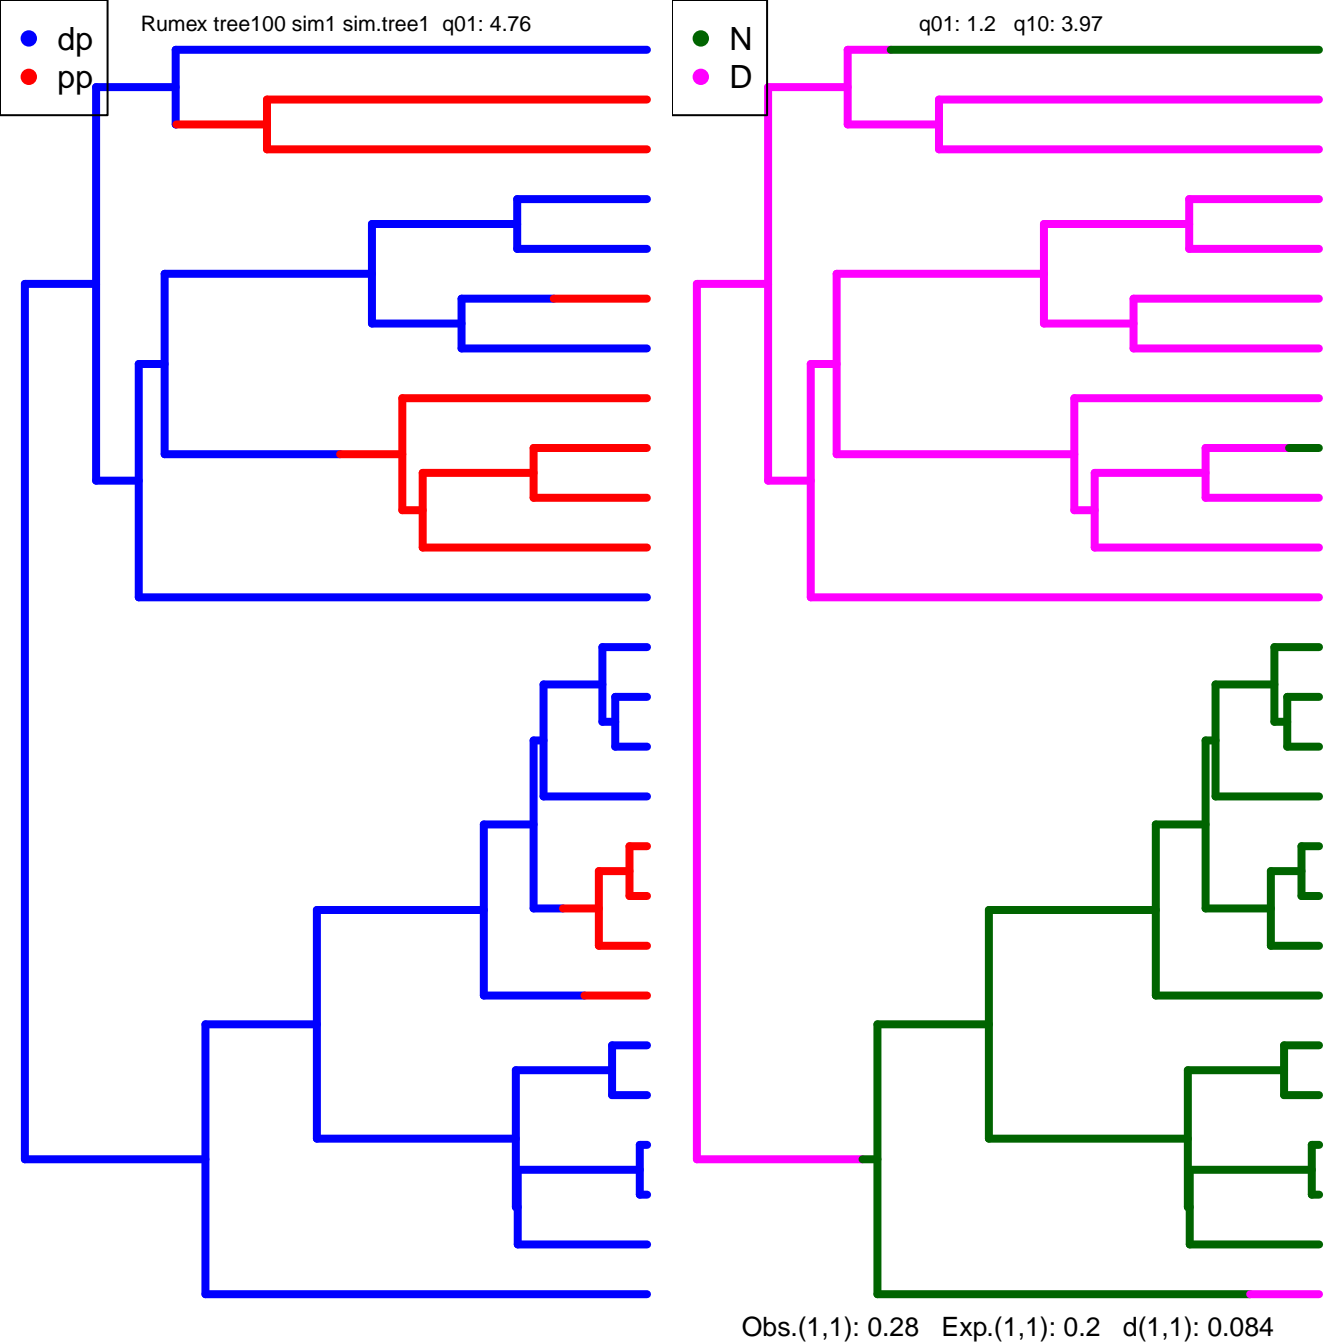 Rumex tree100 sim1 sim.tree1 q01: 4.76
dp
pp
q01: 1.2 q10: 3.97
N
D
Obs.(1,1): 0.28 Exp.(1,1): 0.2 d(1,1): 0.084